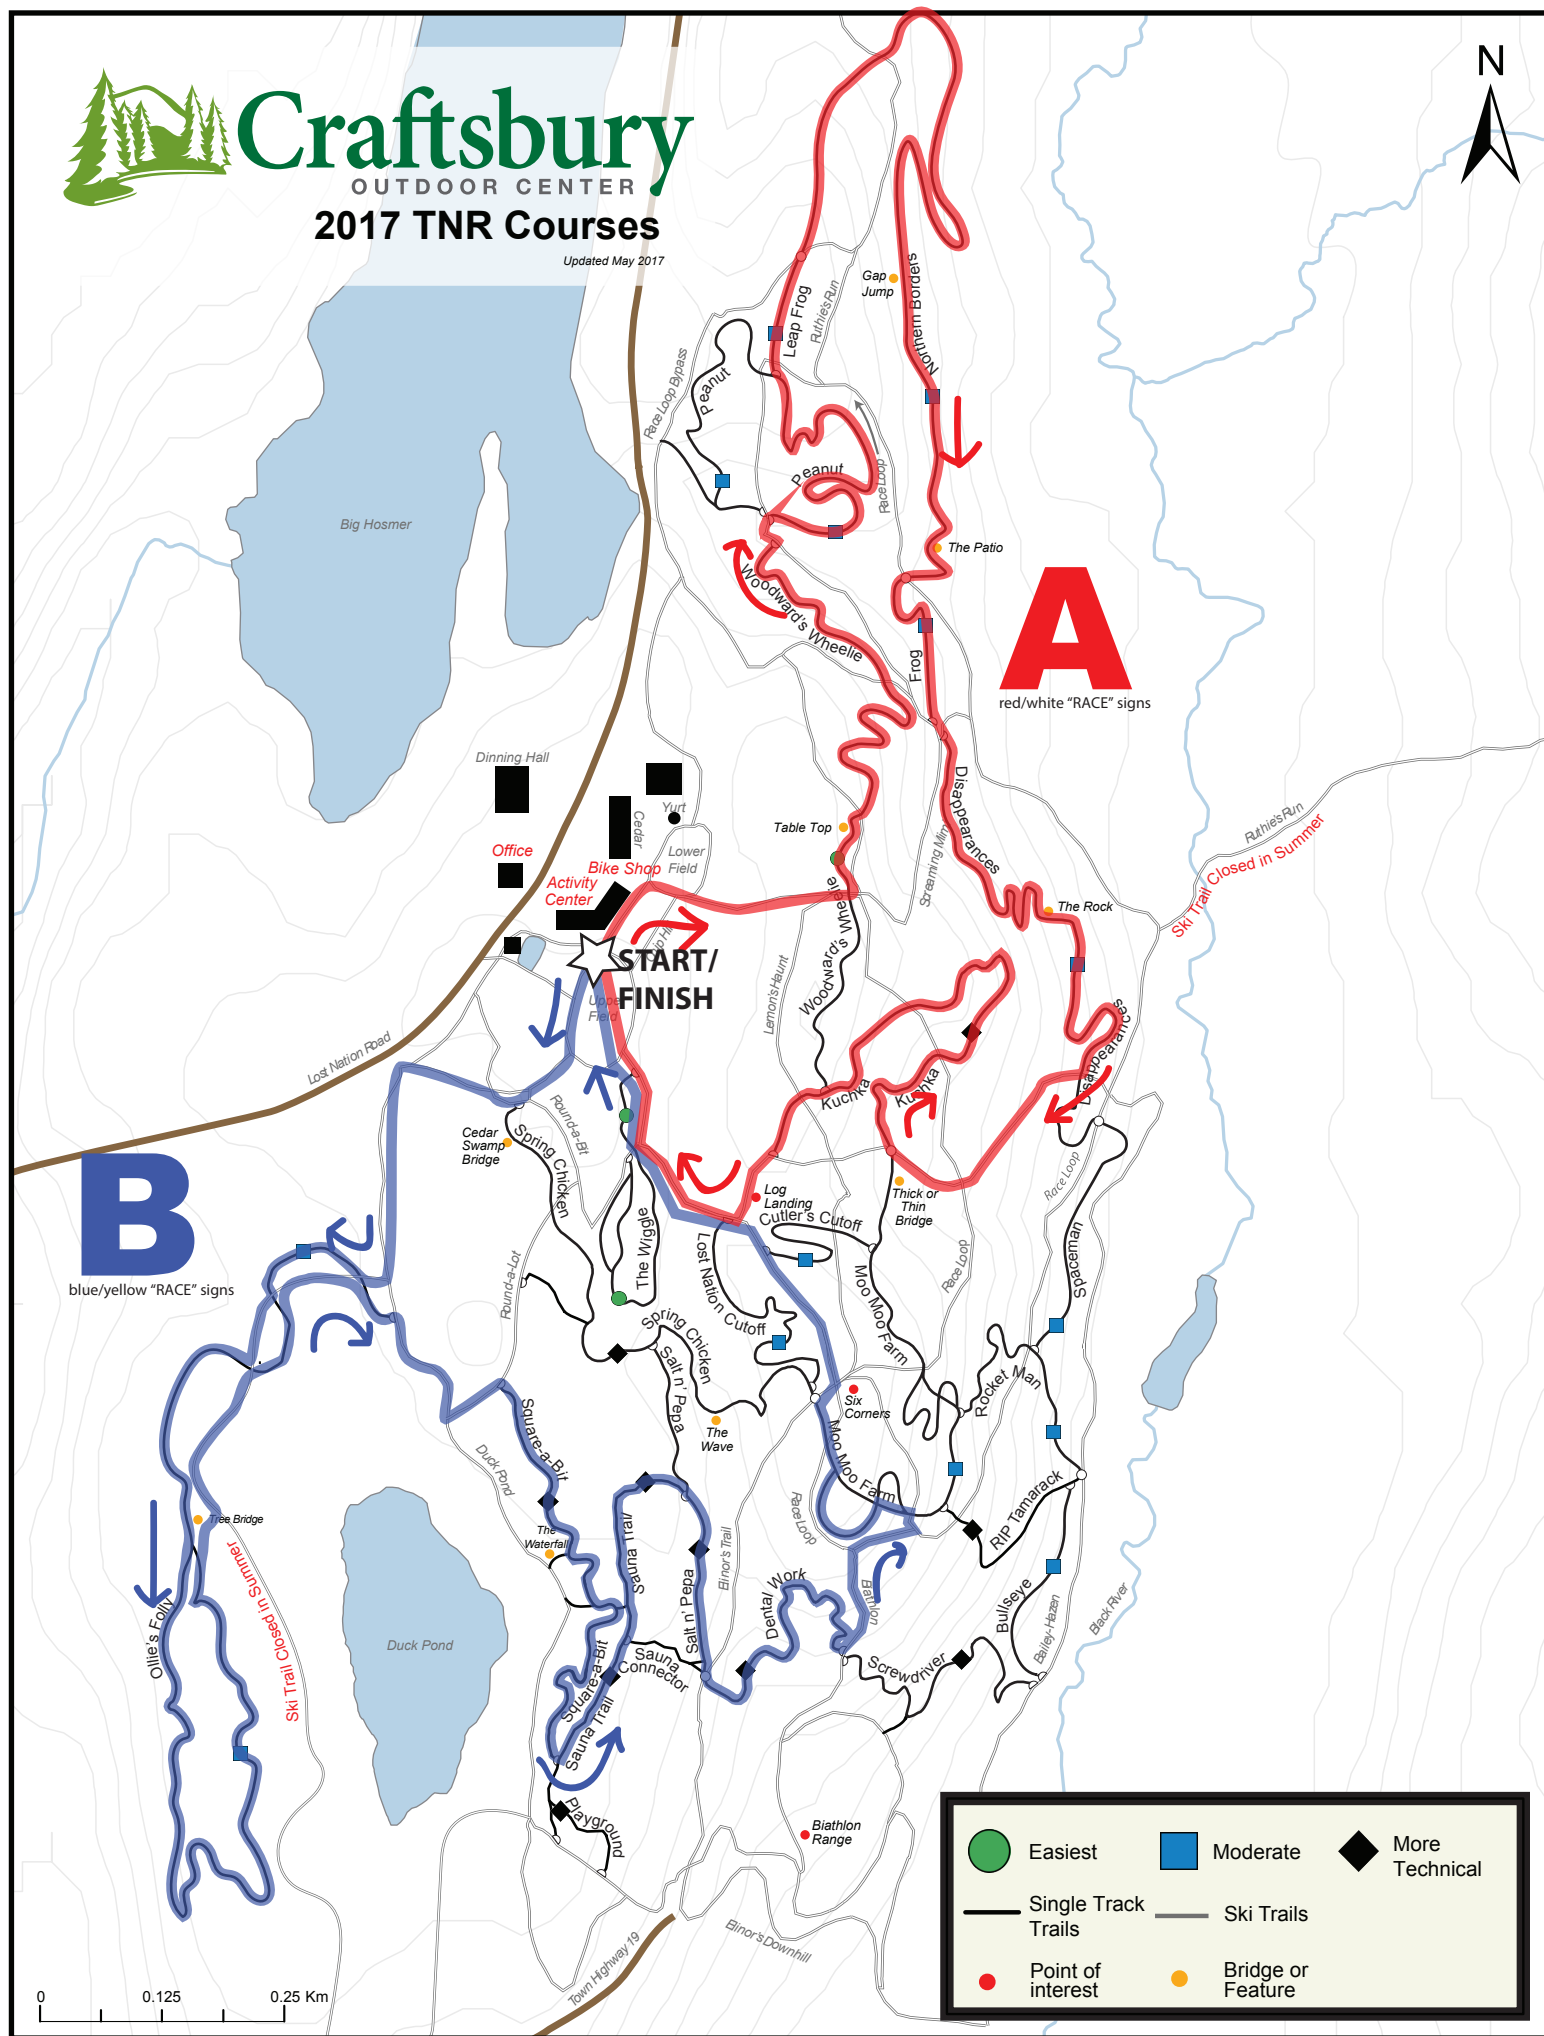 N
Craftsbury
OUTDOOR CENTER
2017 TNR Courses
Updated May 2017
Gap
Jump
Northern Borders
Leap Frog
Ruthie's Run
Race Loop Bypass
Peanut
Peanut
Race Loop
Big Hosmer
The Patio
Woodward's Wheelie
Frog
A
red/white "RACE" signs
Dinning Hall
Yurt
Cedar
Lower
Field
Table Top
Disappearances
Screaming Mimi
Ruthie's Run
Ski Trail Closed in Summer
Office
Bike Shop
Activity
Center
Woodward's Wheelie
The Rock
START/
FINISH
Upper
Field
Lemon's Haunt
Lost Nation Road
Disappearances
Kuchka
Kuchka
Round-a-Bit
Cedar
Swamp
Bridge
Spring Chicken
B
blue/yellow "RACE" signs
Log
Landing
Cutler's Cutoff
Thick or
Thin
Bridge
Race Loop
Race Loop
Spaceman
The Wiggle
Lost Nation Cutoff
Round-a-Lot
Moo Moo Farm
Spring Chicken
Salt n' Pepa
Rocket Man
Six
Corners
The
Wave
Square-a-Bit
Duck Pond
Moo Moo Farm
Race Loop
RIP Tamarack
Tree Bridge
The
Waterfall
Sauna Trail/
Elinor's Trail
Ski Trail Closed in Summer
Ollie's Folly
Dental Work
Biathlon
Bullseye
Bailey-Hazen
Black River
Duck Pond
Square-a-Bit
Sauna
Connector
Salt n' Pepa
Screwdriver
Sauna Trail
Playground
Biathlon
Range
Elinor's Downhill
Town Highway 19
0
0.125
0.25 Km
Easiest
Moderate
More
Technical
Single Track
Trails
Ski Trails
Point of
interest
Bridge or
Feature